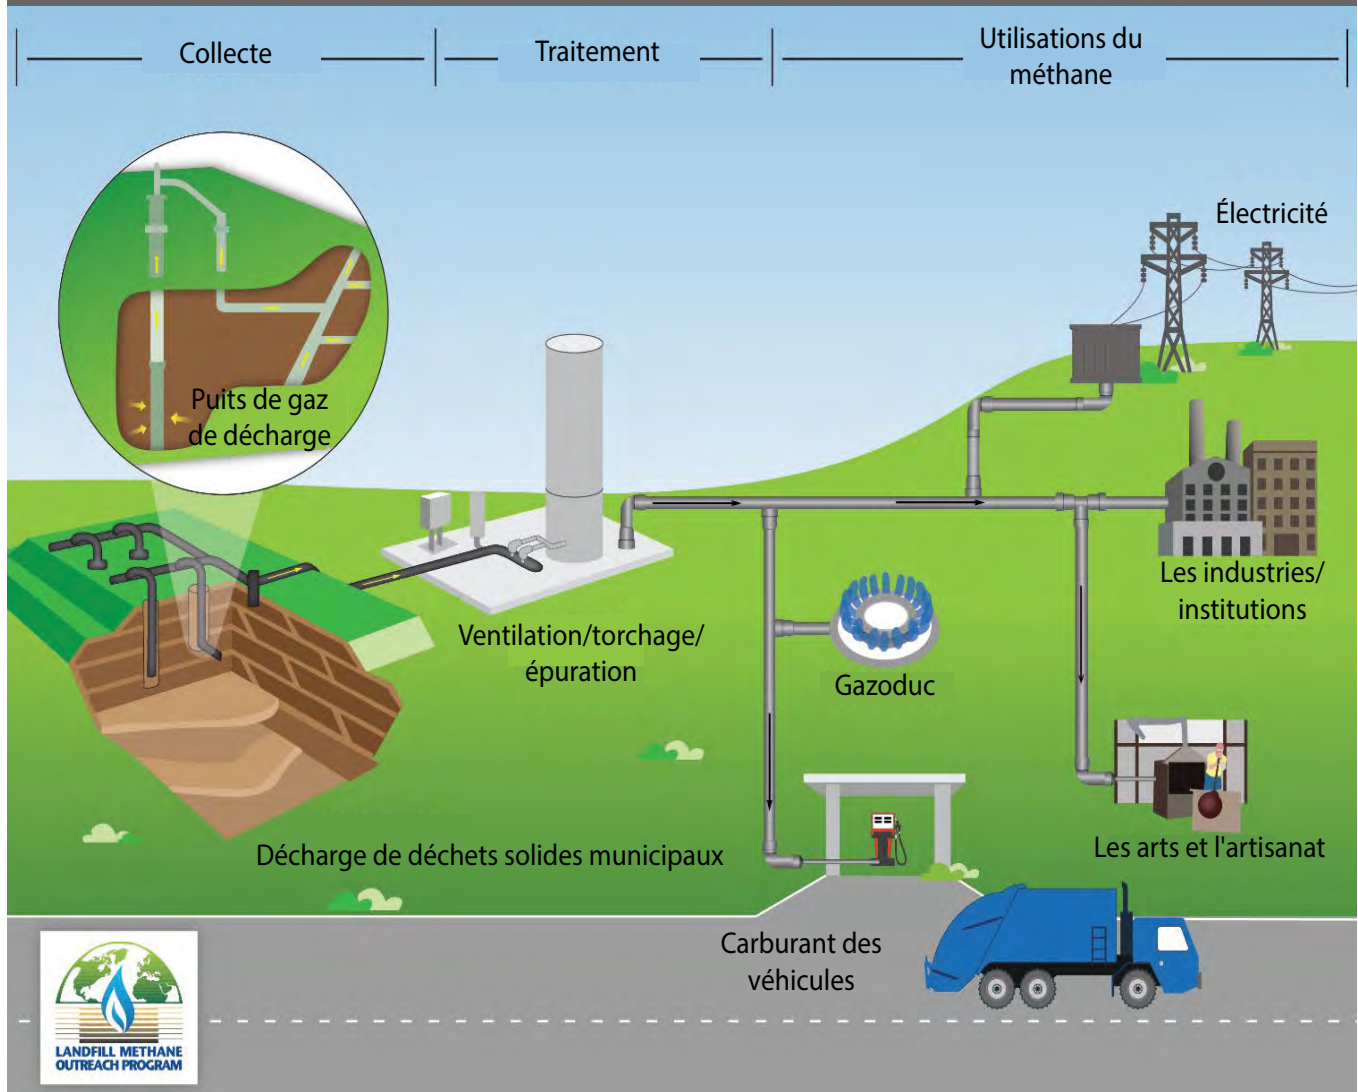 Collecte
Traitement
Utilisations du
méthane
Électricité
Puits de gaz
de décharge
Les industries/
institutions
Ventilation/torchage/
épuration
Gazoduc
Les arts et l'artisanat
Décharge de déchets solides municipaux
Carburant des
véhicules
LANDFILL METHANE
OUTREACH PROGRAM